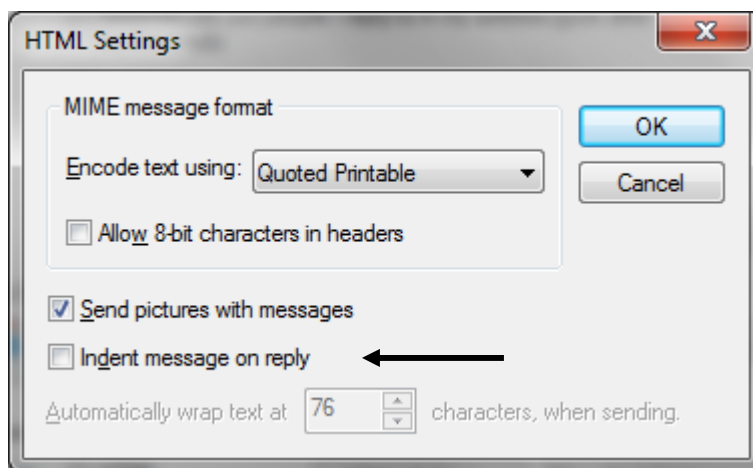 HTML Settings
MIME message format
OK
Encode text using: Quoted Printable
Cancel
Allow 8-bit characters in headers
Send pictures with messages
Indent message on reply
Automatically wrap text at 76 characters, when sending.